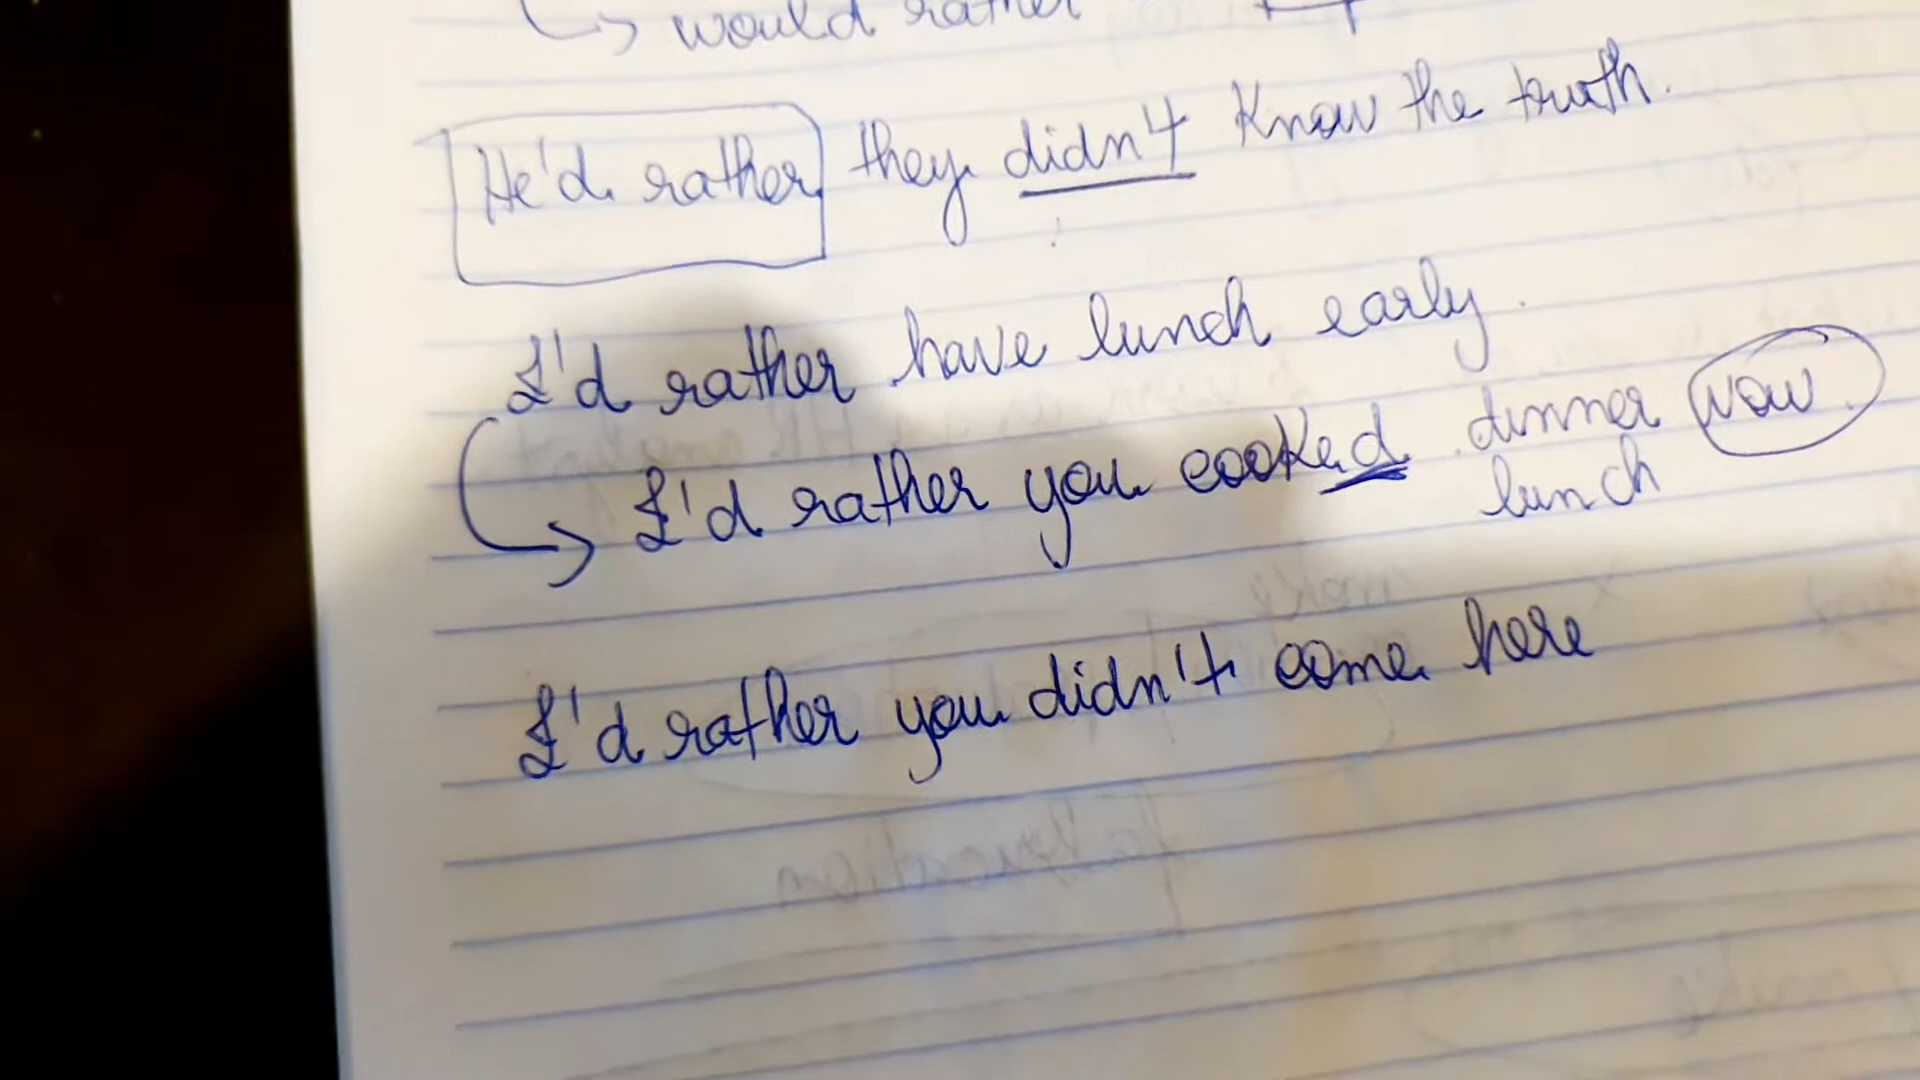 would rather
He'd rather they didn't know the truth.
I'd rather have lunch early.
I'd rather you cooked dinner now.
lunch
I'd rather you didn't come here